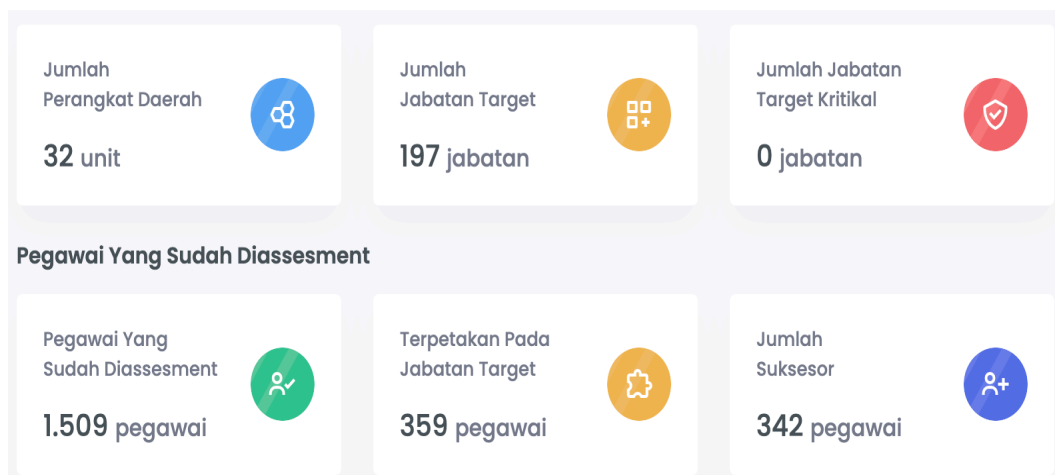 Jumlah
Perangkat Daerah
32 unit
Jumlah
Jabatan Target
197 jabatan
Jumlah Jabatan
Target Kritikal
0 jabatan
Pegawai Yang Sudah Diassesment
Pegawai Yang
Sudah Diassesment
1.509 pegawai
Terpetakan Pada
Jabatan Target
359 pegawai
Jumlah
Suksesor
342 pegawai